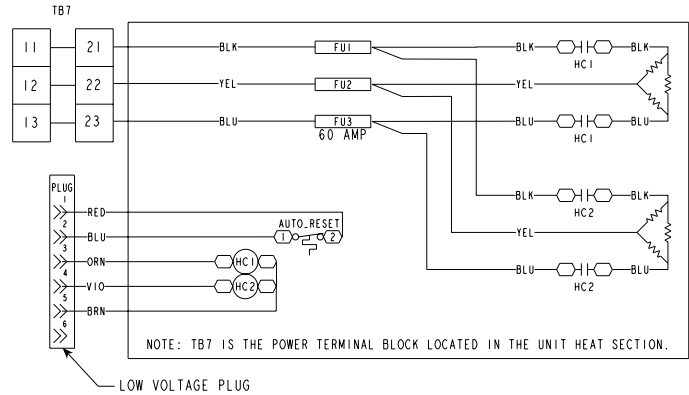 TB7
11 21 BLK FU1 BLK HC1 BLK
12 22 YEL FU2 YEL
13 23 BLU FU3 BLU HC1 BLU
60 AMP
PLUG
1
RED
2
BLU 1 AUTO_RESET 2
3
ORN HC1
4
VIO HC2
5
BRN
6
BLK HC2 BLK
YEL
BLU HC2 BLU
NOTE: TB7 IS THE POWER TERMINAL BLOCK LOCATED IN THE UNIT HEAT SECTION.
LOW VOLTAGE PLUG